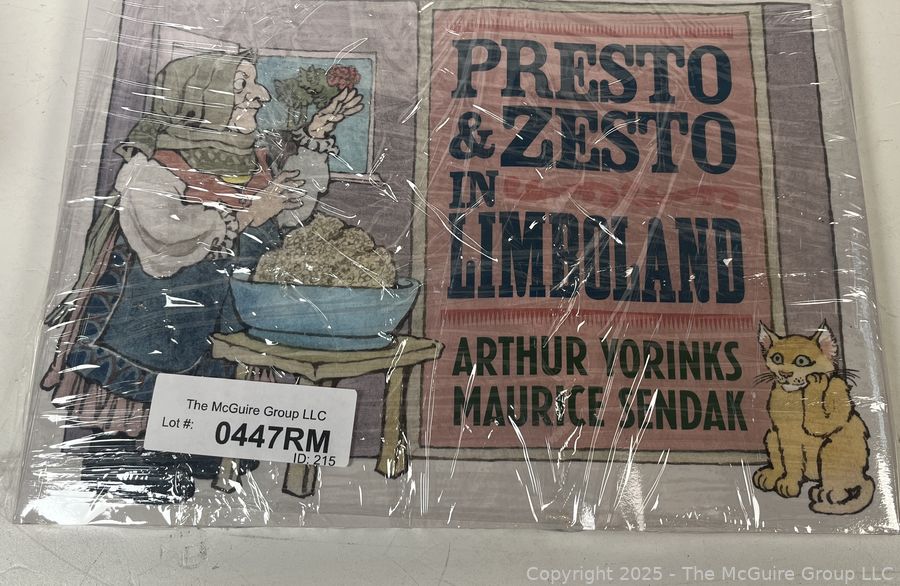 PRESTO
& ZESTO
IN
LIMBOLAND
ARTHUR YORINKS
MAURICE SENDAK
The McGuire Group LLC
Lot #: 0447RM
ID: 215
Copyright © 2025 - The McGuire Group LLC